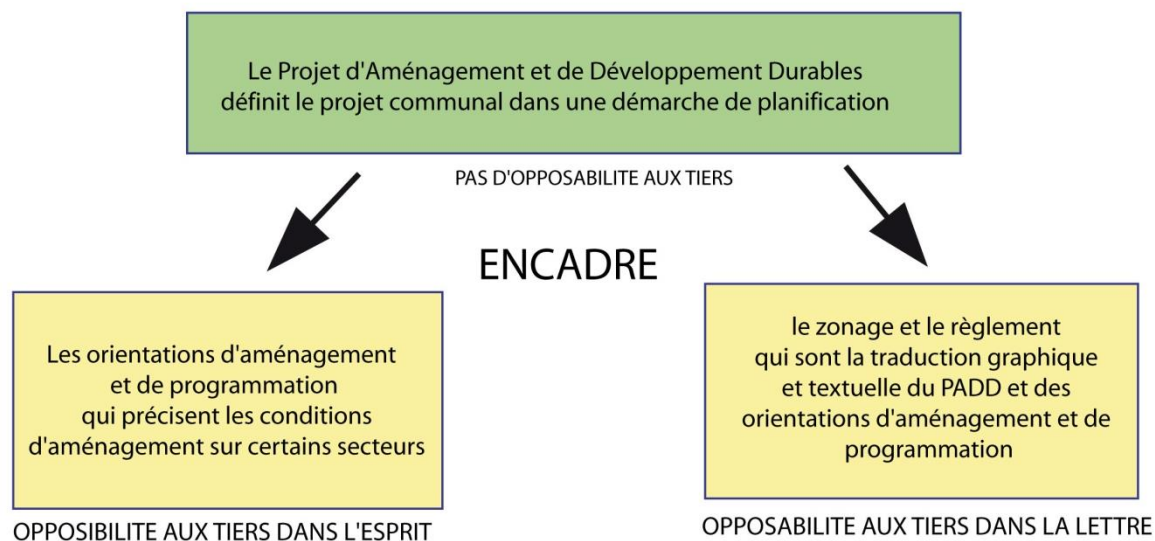 Le Projet d'Aménagement et de Développement Durables
définit le projet communal dans une démarche de planification
PAS D'OPPOSABILITE AUX TIERS
ENCADRE
Les orientations d'aménagement
et de programmation
qui précisent les conditions
d'aménagement sur certains secteurs
OPPOSIBILITE AUX TIERS DANS L'ESPRIT
le zonage et le règlement
qui sont la traduction graphique
et textuelle du PADD et des
orientations d'aménagement et de
programmation
OPPOSABILITE AUX TIERS DANS LA LETTRE